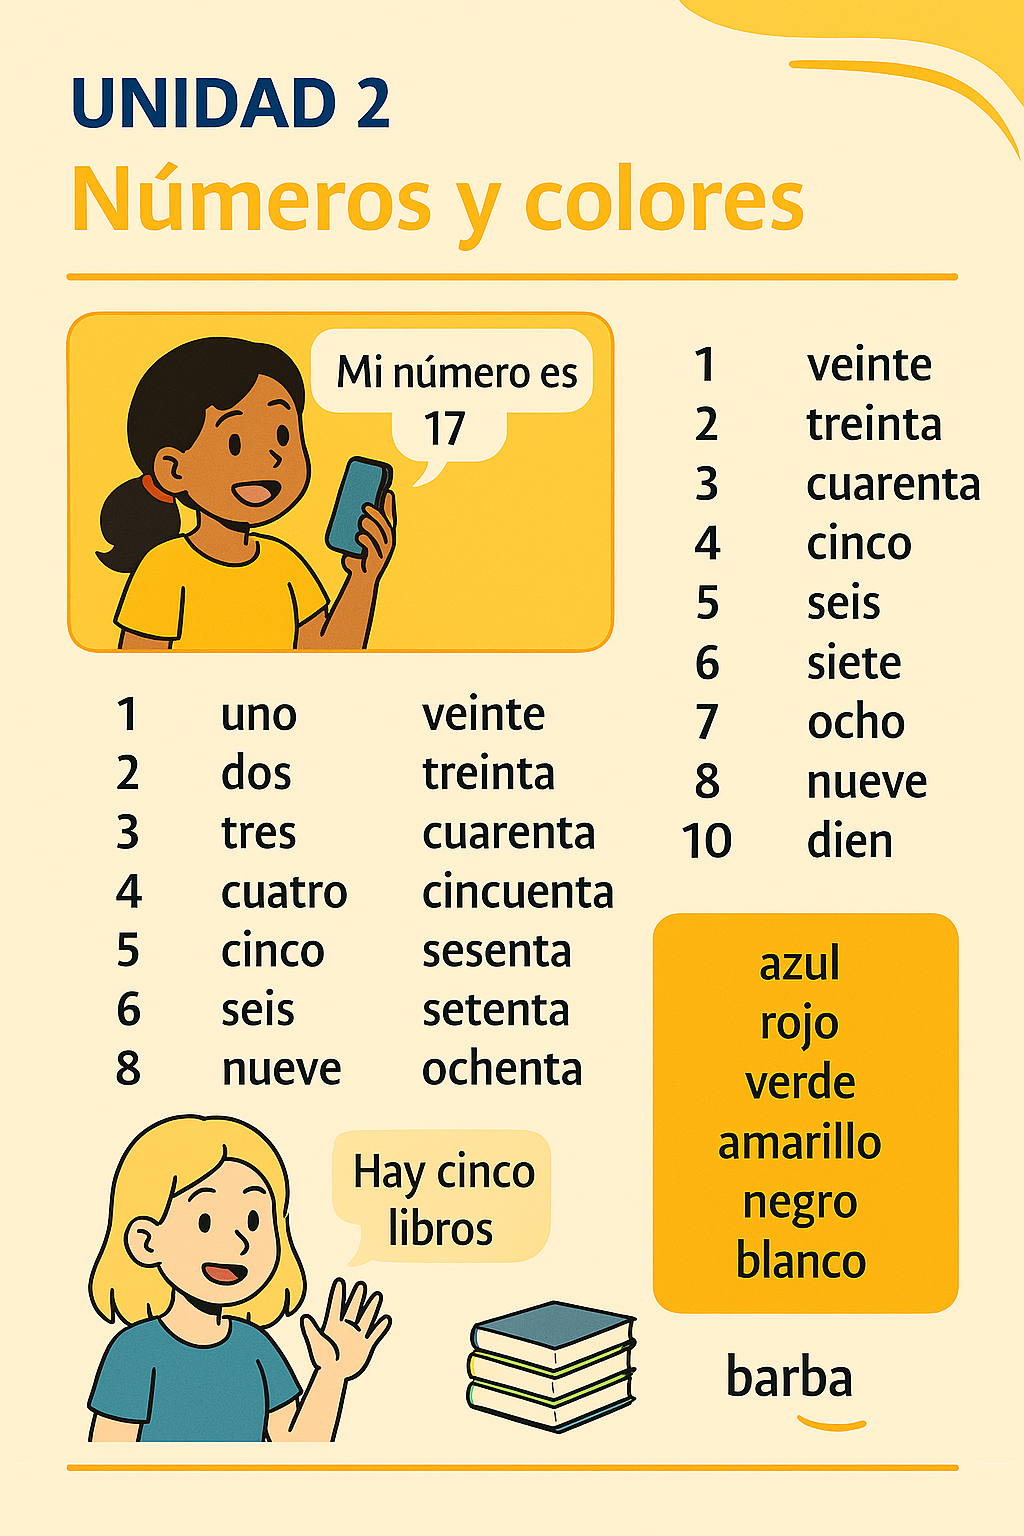 UNIDAD 2
Números y colores
Mi número es
17
1 veinte
2 treinta
3 cuarenta
4 cinco
5 seis
6 siete
7 ocho
8 nueve
10 dien
1 uno veinte
2 dos treinta
3 tres cuarenta
4 cuatro cincuenta
5 cinco sesenta
6 seis setenta
8 nueve ochenta
azul
rojo
verde
amarillo
negro
blanco
Hay cinco
libros
barba